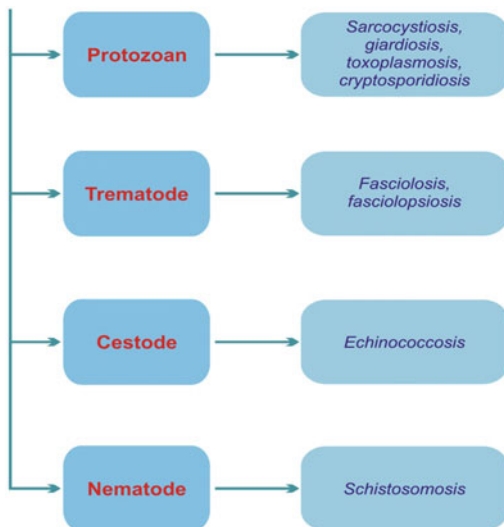 Protozoan
Sarcocystiosis,
giardiosis,
toxoplasmosis,
cryptosporidiosis
Trematode
Fasciolosis,
fasciolopsiosis
Cestode
Echinococcosis
Nematode
Schistosomosis